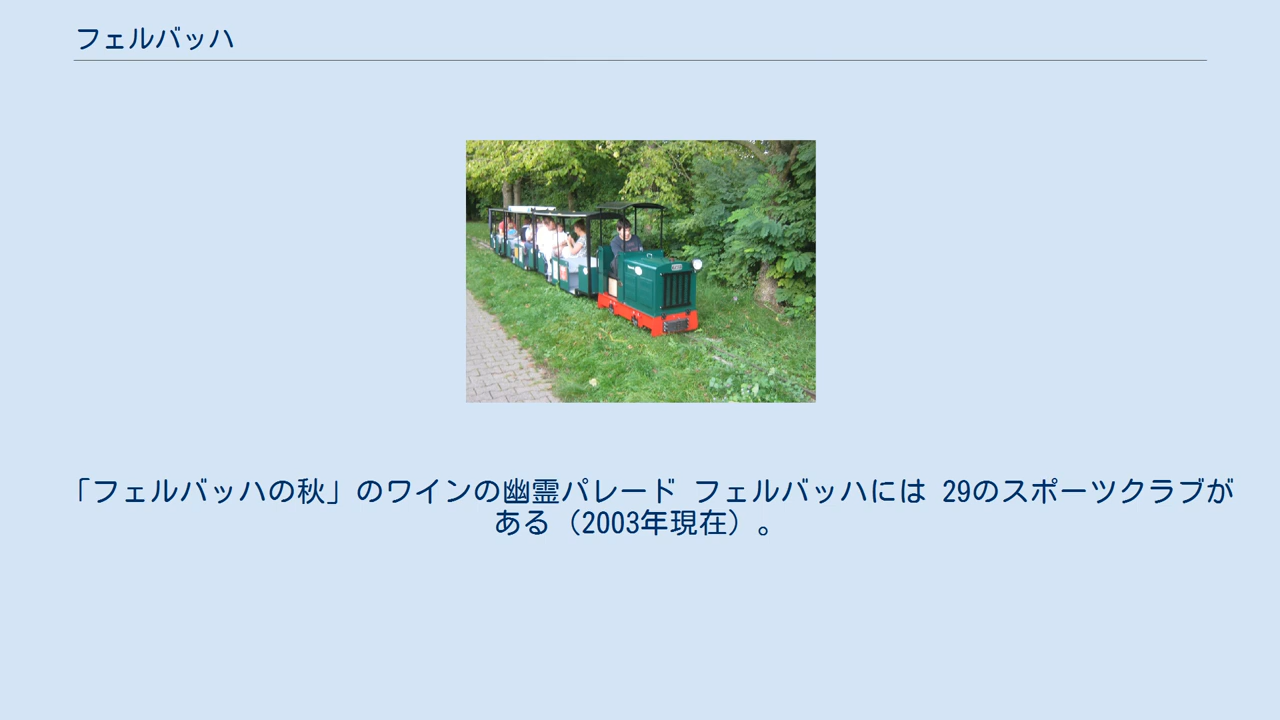 フェルバッハ
「フェルバッハの秋」のワインの幽霊パレード フェルバッハには 29のスポーツクラブが
ある（2003年現在）。